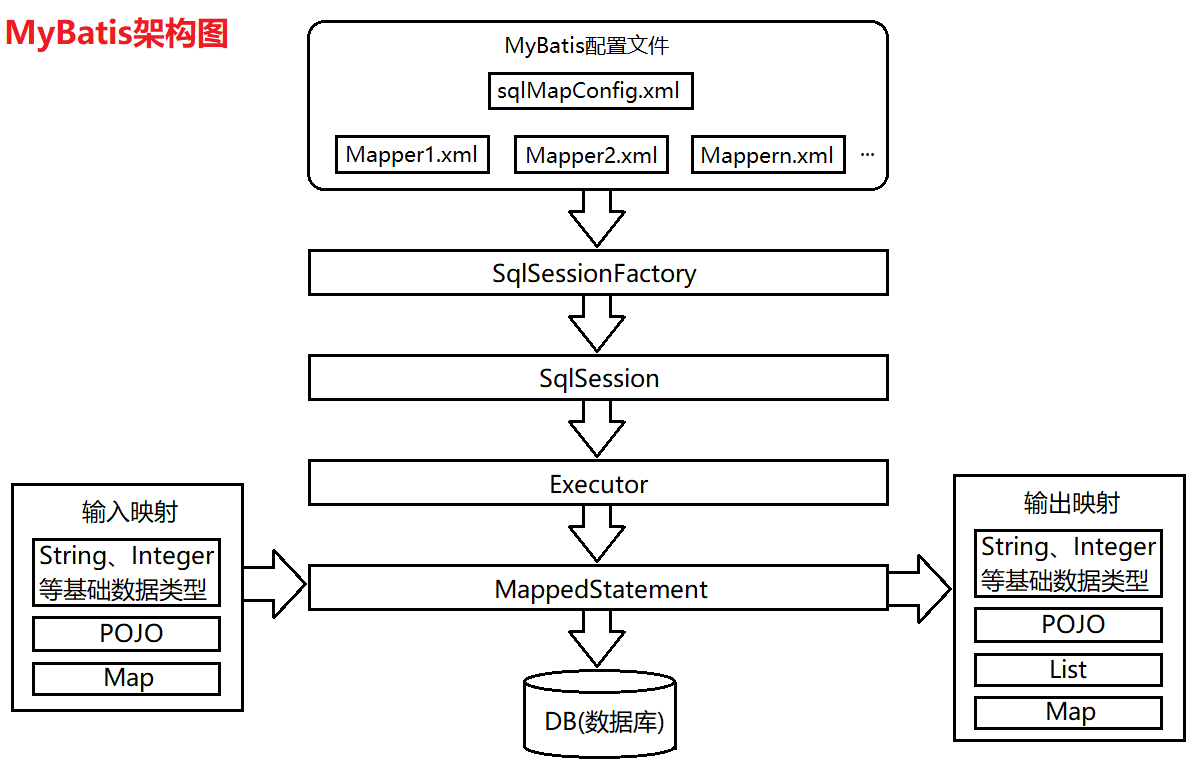 MyBatis架构图
MyBatis配置文件
sqlMapConfig.xml
Mapper1.xml
Mapper2.xml
Mappern.xml
...
SqlSessionFactory
SqlSession
Executor
输入映射
String、Integer
等基础数据类型
POJO
Map
MappedStatement
输出映射
String、Integer
等基础数据类型
POJO
List
Map
DB(数据库)